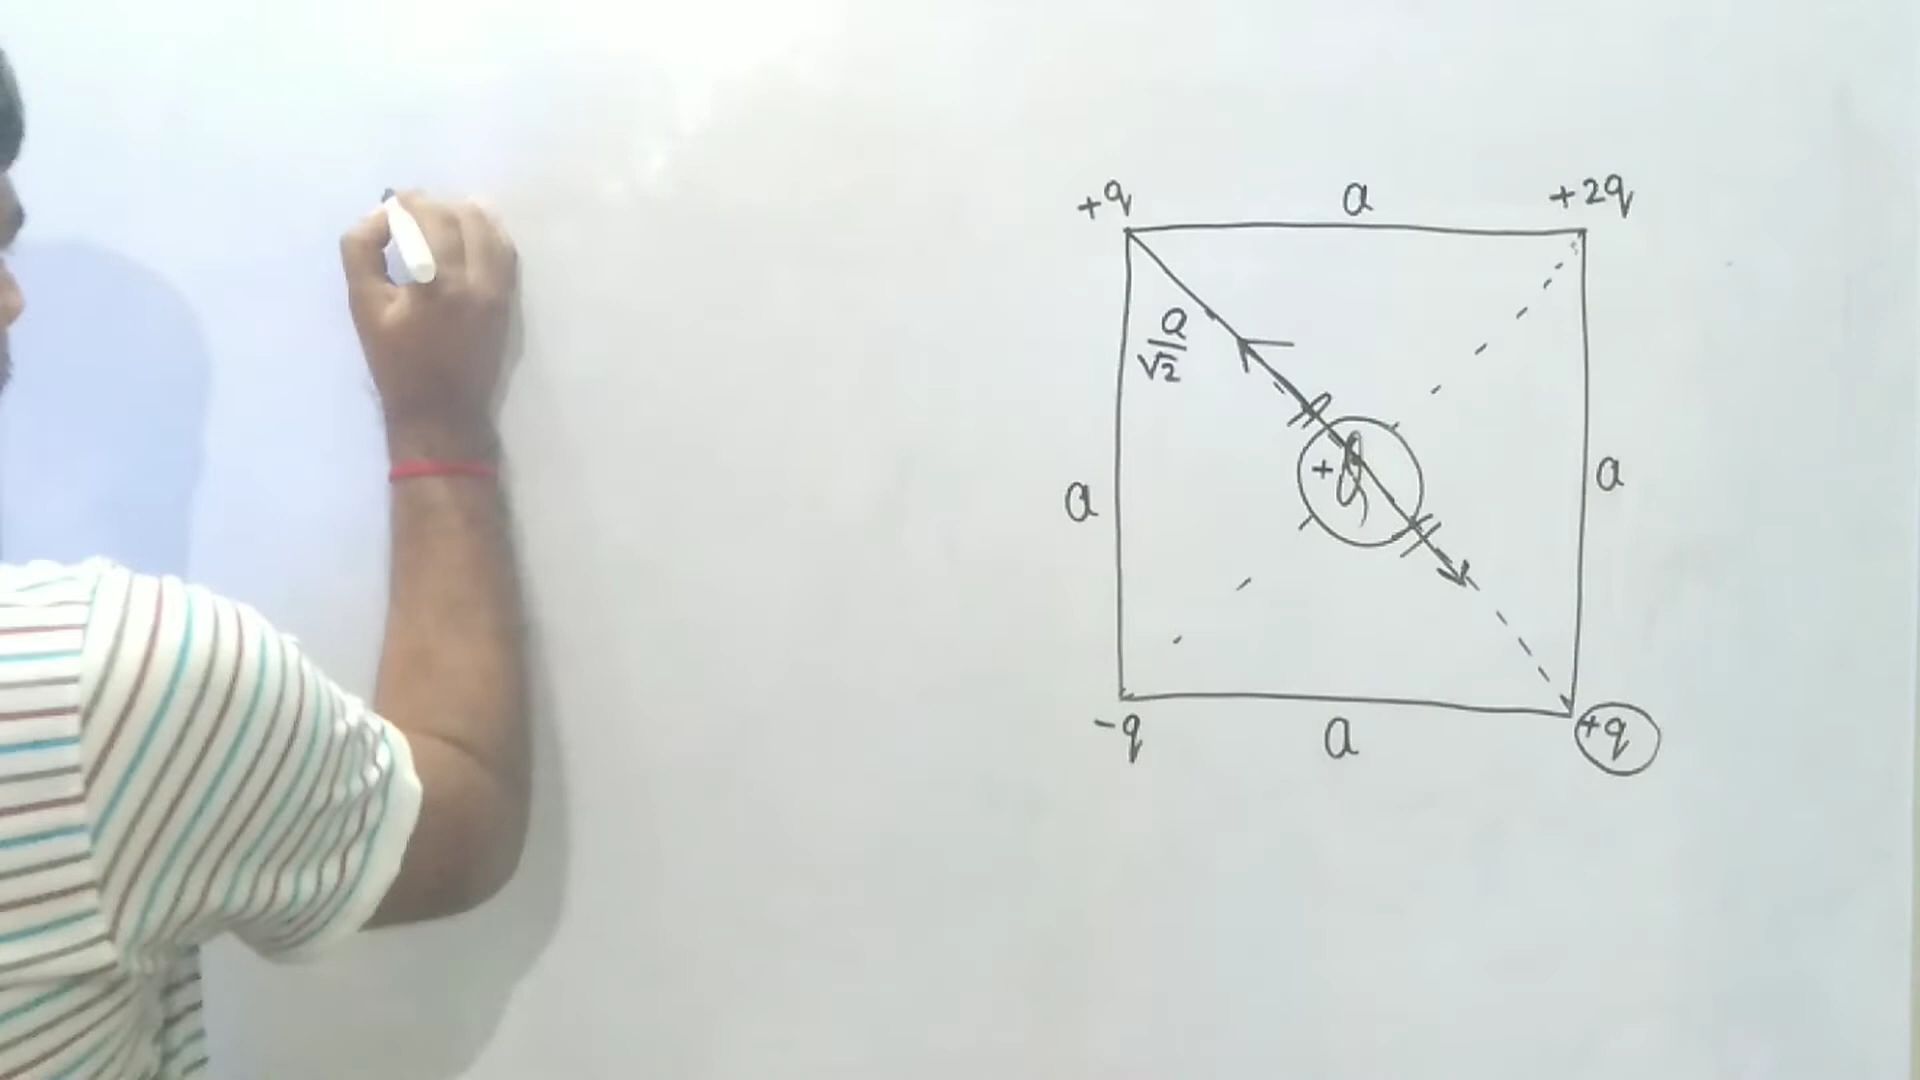 +q a +2q
a
√2
+q
a a
-q a +q